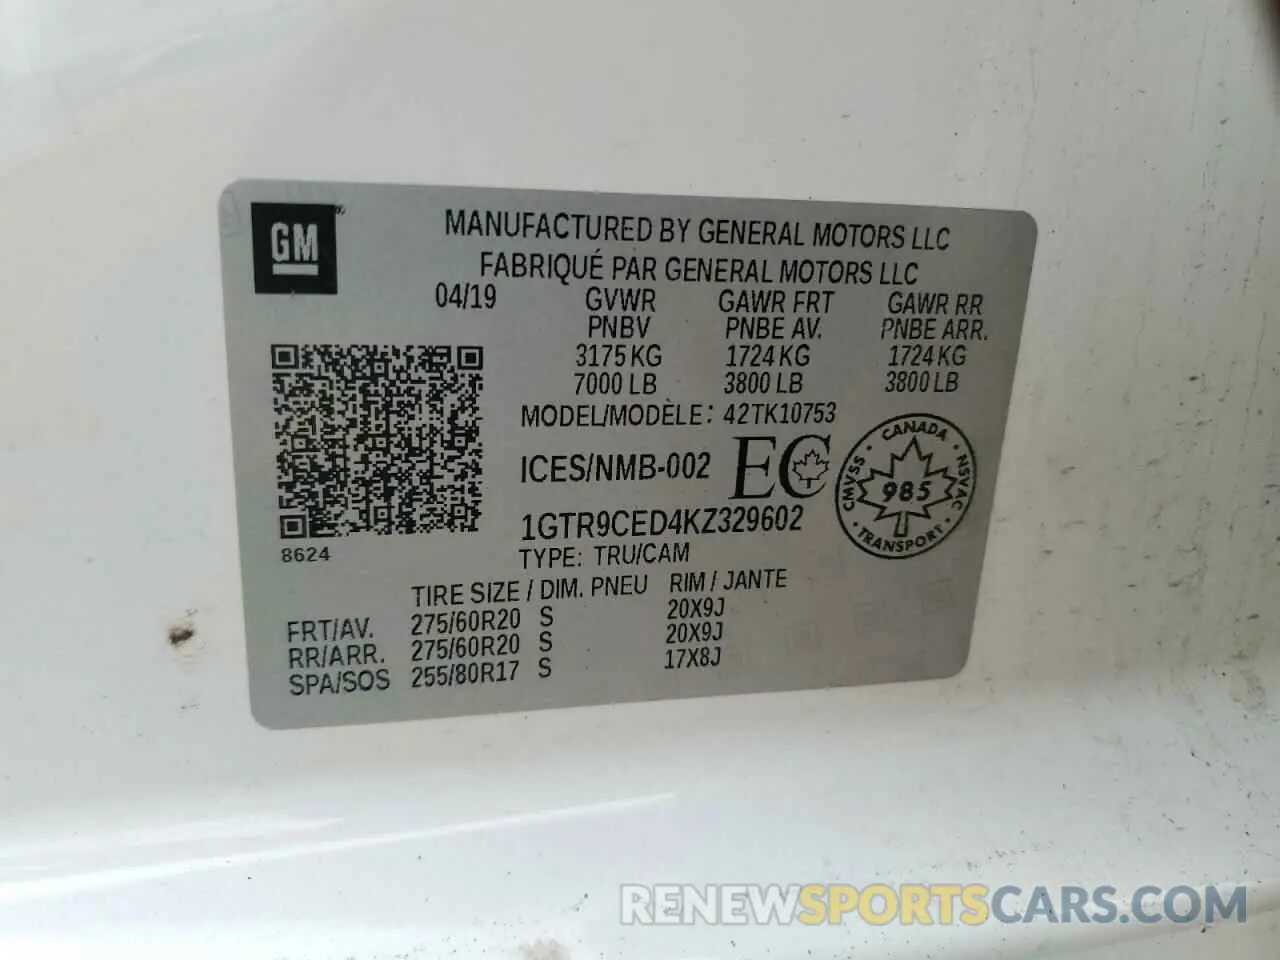 GM
MANUFACTURED BY GENERAL MOTORS LLC
FABRIQUÉ PAR GENERAL MOTORS LLC
04/19 GVWR GAWR FRT GAWR RR
PNBV PNBE AV. PNBE ARR.
3175 KG 1724 KG 1724 KG
7000 LB 3800 LB 3800 LB
MODEL/MODÈLE: 42TK10753
ICES/NMB-002 EC
CANADA
CMVSS • NSVAC
985
TRANSPORT
1GTR9CED4KZ329602
8624
TYPE: TRU/CAM
TIRE SIZE / DIM. PNEU RIM / JANTE
FRT/AV. 275/60R20 S 20X9J
RR/ARR. 275/60R20 S 20X9J
SPA/SOS 255/80R17 S 17X8J
RENEWSPORTSCARS.COM